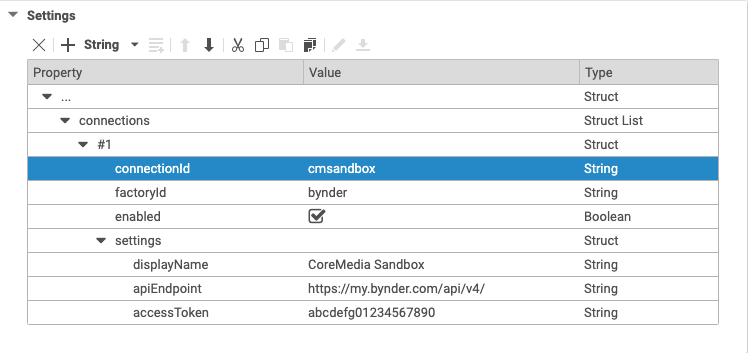 Settings
String
Property Value Type
... Struct
connections Struct List
#1 Struct
connectionId cmsandbox String
factoryId bynder String
enabled Boolean
settings Struct
displayName CoreMedia Sandbox String
apiEndpoint https://my.bynder.com/api/v4/ String
accessToken abcdefg01234567890 String